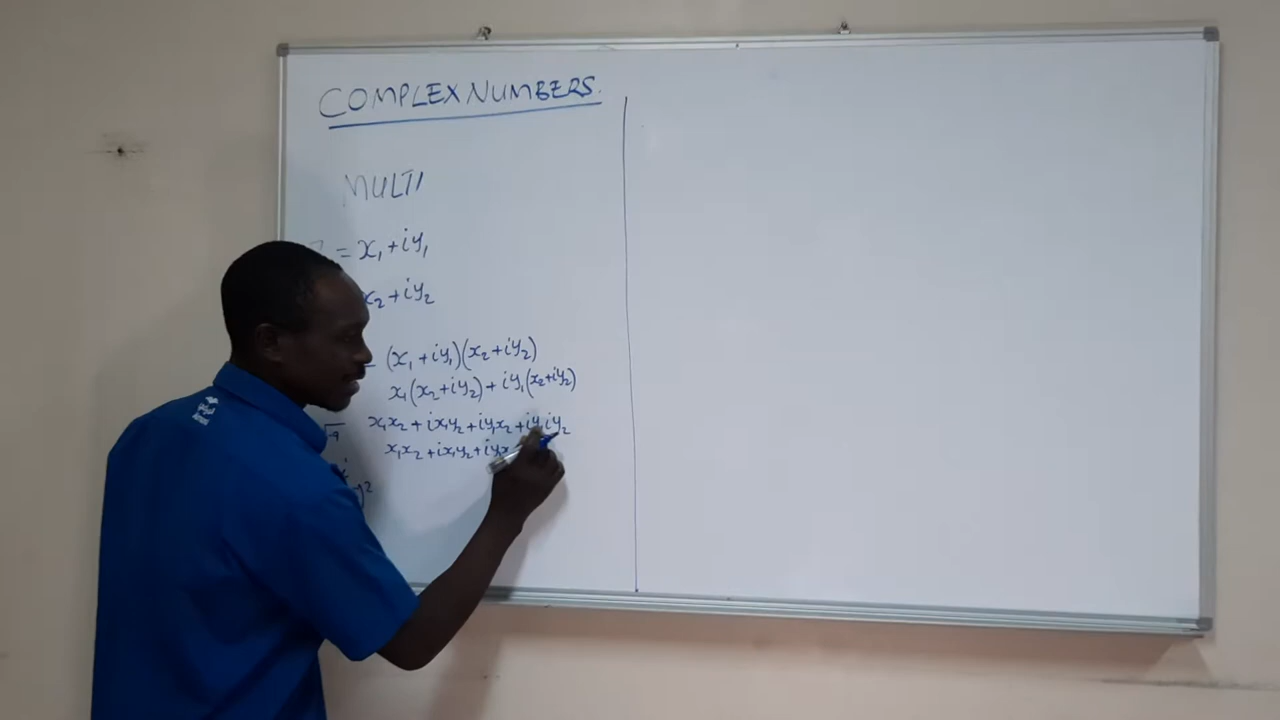 COMPLEX NUMBERS.
MULTI
= x₁ + iy₁
x₂ + iy₂
= (x₁ + iy₁)(x₂ + iy₂)
x₁(x₂ + iy₂) + iy₁(x₂ + iy₂)
x₁x₂ + ix₁y₂ + iy₁x₂ + iy₁iy₂
x₁x₂ + ix₁y₂ + iy₁x